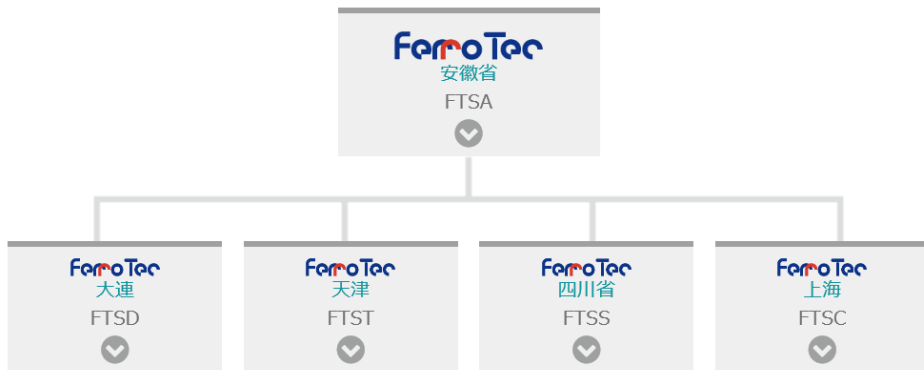 FerroTec
安徽省
FTSA
FerroTec
大連
FTSD
FerroTec
天津
FTST
FerroTec
四川省
FTSS
FerroTec
上海
FTSC